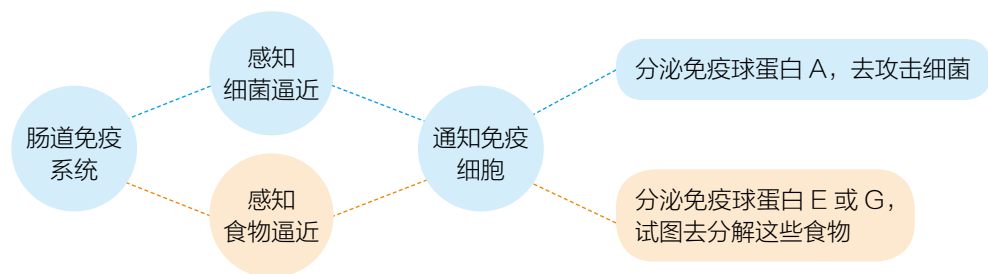 肠道免疫
系统
感知
细菌逼近
感知
食物逼近
通知免疫
细胞
分泌免疫球蛋白 A，去攻击细菌
分泌免疫球蛋白 E 或 G，
试图去分解这些食物